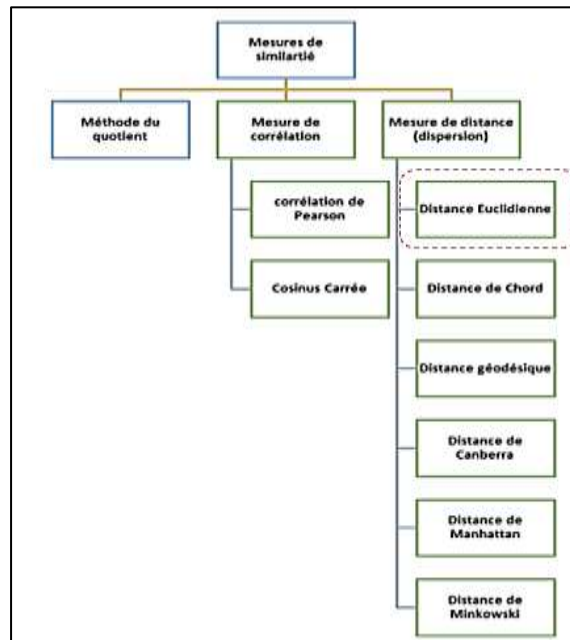 Mesures de
similartié
Méthode du
quotient
Mesure de
corrélation
Mesure de distance
(dispersion)
corrélation de
Pearson
Cosinus Carrée
Distance Euclidienne
Distance de Chord
Distance géodésique
Distance de
Canberra
Distance de
Manhattan
Distance de
Minkowski